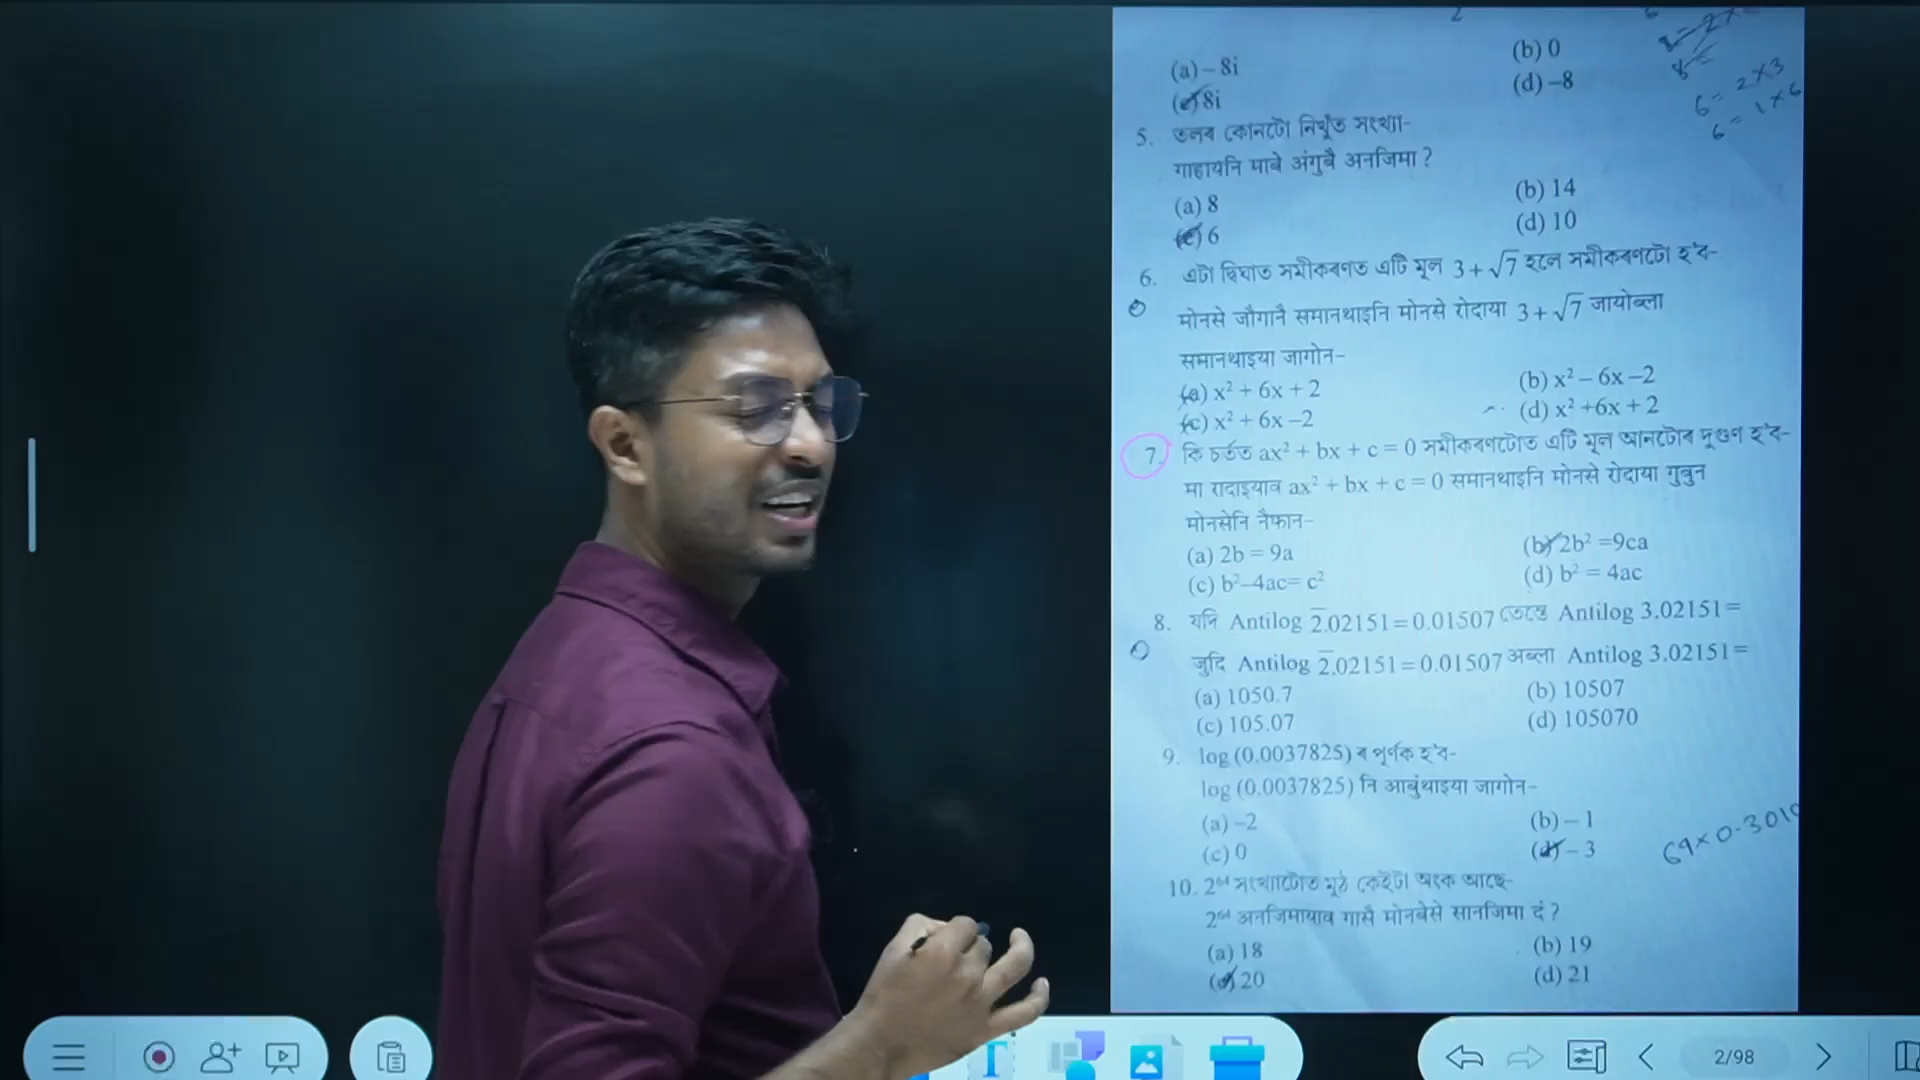 2
6
(a) – 8i
(b) 0
(c) 8i
(d) –8
6 = 2×3
6 = 1×6
5. তলৰ কোনটো নিখুঁত সংখ্যা-
गाहायनि माबे अंगुबै अनजिमा ?
(a) 8
(b) 14
(c) 6
(d) 10
6. এটা দ্বিঘাত সমীকৰণত এটি মূল 3 + √7 হলে সমীকৰণটো হ'ব-
मोनसे जौगानै समानथाइनि मोनसे रोदाया 3 + √7 जायोब्ला
समानथाइया जागोन–
(a) x² + 6x + 2
(b) x² – 6x –2
(c) x² + 6x –2
(d) x² +6x + 2
7. কি চৰ্তত ax² + bx + c = 0 সমীকৰণটোত এটি মূল আনটোৰ দুগুণ হ'ব-
मा रादाइयाव ax² + bx + c = 0 समानथाइनि मोनसे रोदाया गुबुन
मोनसेनि नैफान–
(a) 2b = 9a
(b) 2b² =9ca
(c) b²–4ac= c²
(d) b² = 4ac
8. যদি Antilog 2̅.02151 = 0.01507 তেন্তে Antilog 3.02151 =
जुदि Antilog 2̅.02151 = 0.01507 अब्ला Antilog 3.02151 =
(a) 1050.7
(b) 10507
(c) 105.07
(d) 105070
9. log (0.0037825) ৰ পূৰ্ণক হ'ব-
log (0.0037825) नि आबुंथाइया जागोन–
(a) –2
(b) – 1
(c) 0
(d) – 3
64×0.3010
10. 2⁶⁴ সংখ্যাটোত মুঠ কেইটা অংক আছে-
2⁶⁴ अनजिमायाव गासै मोनबेसे सानजिमा दं ?
(a) 18
(b) 19
(c) 20
(d) 21
T
2/98